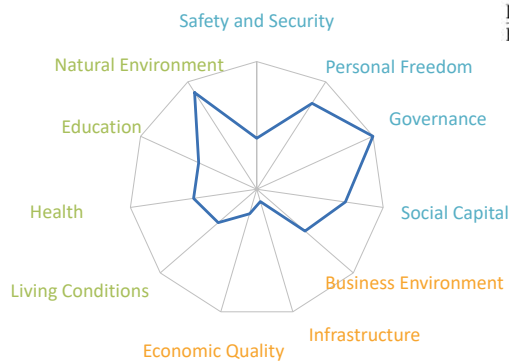 Safety and Security
Natural Environment
Personal Freedom
Education
Governance
Health
Social Capital
Living Conditions
Business Environment
Infrastructure
Economic Quality